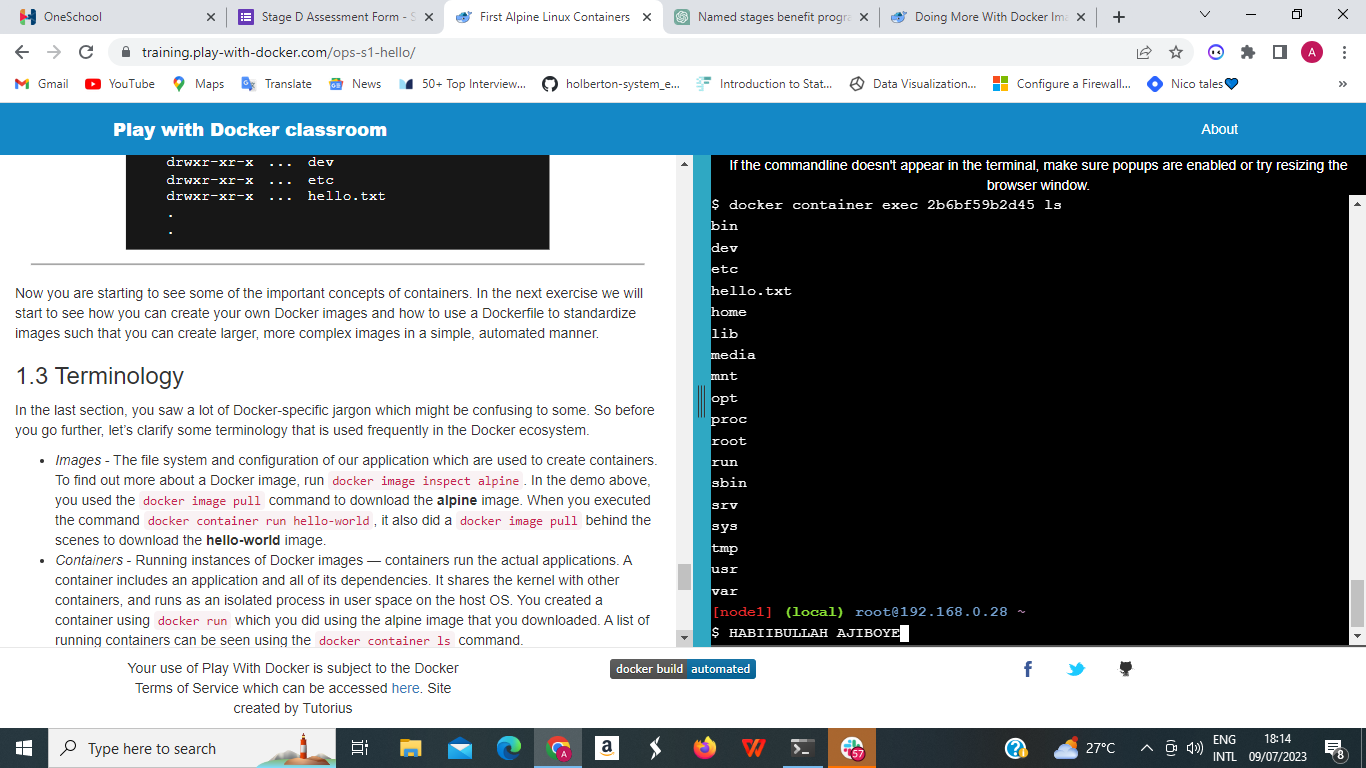 OneSchool
Stage D Assessment Form - S
First Alpine Linux Containers
Named stages benefit progra
Doing More With Docker Ima
training.play-with-docker.com/ops-s1-hello/
A
Gmail
YouTube
Maps
Translate
News
50+ Top Interview...
holberton-system_e...
Introduction to Stat...
Data Visualization...
Configure a Firewall...
Nico tales💙
»
Play with Docker classroom
About
drwxr-xr-x ... dev
drwxr-xr-x ... etc
drwxr-xr-x ... hello.txt
.
.
Now you are starting to see some of the important concepts of containers. In the next exercise we will
start to see how you can create your own Docker images and how to use a Dockerfile to standardize
images such that you can create larger, more complex images in a simple, automated manner.
1.3 Terminology
In the last section, you saw a lot of Docker-specific jargon which might be confusing to some. So before
you go further, let's clarify some terminology that is used frequently in the Docker ecosystem.
• Images - The file system and configuration of our application which are used to create containers.
To find out more about a Docker image, run docker image inspect alpine. In the demo above,
you used the docker image pull command to download the alpine image. When you executed
the command docker container run hello-world, it also did a docker image pull behind the
scenes to download the hello-world image.
• Containers - Running instances of Docker images — containers run the actual applications. A
container includes an application and all of its dependencies. It shares the kernel with other
containers, and runs as an isolated process in user space on the host OS. You created a
container using docker run which you did using the alpine image that you downloaded. A list of
running containers can be seen using the docker container ls command.
If the commandline doesn't appear in the terminal, make sure popups are enabled or try resizing the
browser window.
$ docker container exec 2b6bf59b2d45 ls
bin
dev
etc
hello.txt
home
lib
media
mnt
opt
proc
root
run
sbin
srv
sys
tmp
usr
var
[node1] (local) root@192.168.0.28 ~
$ HABIIBULLAH AJIBOYE
Your use of Play With Docker is subject to the Docker
Terms of Service which can be accessed here. Site
created by Tutorius
docker build automated
Type here to search
A
a
57
27°C
ENG
INTL
18:14
09/07/2023
8